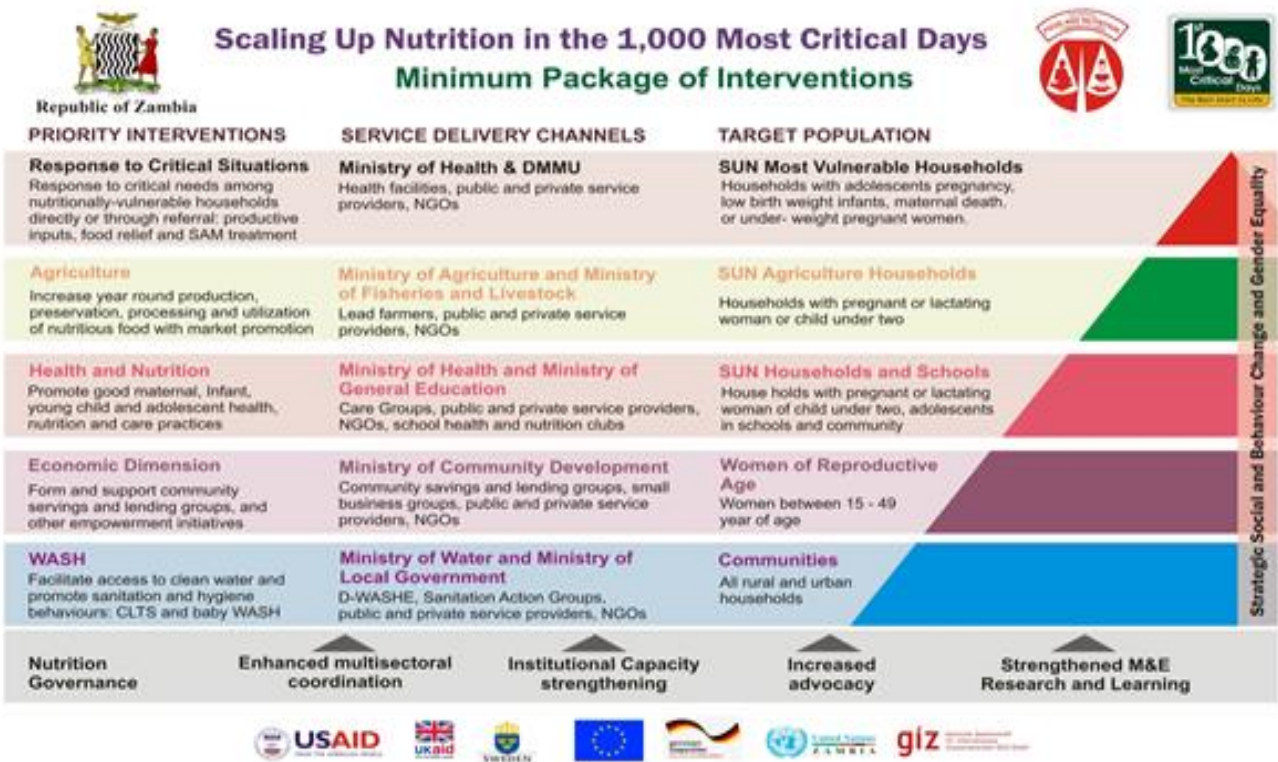 Scaling Up Nutrition in the 1,000 Most Critical Days
Minimum Package of Interventions
Republic of Zambia
1st 1000
Most
Critical
Days
PRIORITY INTERVENTIONS
SERVICE DELIVERY CHANNELS
TARGET POPULATION
Response to Critical Situations
Response to critical needs among
nutritionally-vulnerable households
directly or through referral: productive
inputs, food relief and SAM treatment
Ministry of Health & DMMU
Health facilities, public and private service
providers, NGOs
SUN Most Vulnerable Households
Households with adolescents pregnancy,
low birth weight infants, maternal death,
or under- weight pregnant women.
Agriculture
Increase year round production,
preservation, processing and utilization
of nutritious food with market promotion
Ministry of Agriculture and Ministry
of Fisheries and Livestock
Lead farmers, public and private service
providers, NGOs
SUN Agriculture Households
Households with pregnant or lactating
woman or child under two
Health and Nutrition
Promote good maternal, Infant,
young child and adolescent health,
nutrition and care practices
Ministry of Health and Ministry of
General Education
Care Groups, public and private service providers,
NGOs, school health and nutrition clubs
SUN Households and Schools
House holds with pregnant or lactating
woman of child under two, adolescents
in schools and community
Economic Dimension
Form and support community
servings and lending groups, and
other empowerment initiatives
Ministry of Community Development
Community savings and lending groups, small
business groups, public and private service
providers, NGOs
Women of Reproductive
Age
Women between 15 - 49
year of age
WASH
Facilitate access to clean water and
promote sanitation and hygiene
behaviours: CLTS and baby WASH
Ministry of Water and Ministry of
Local Government
D-WASHE, Sanitation Action Groups,
public and private service providers, NGOs
Communities
All rural and urban
households
Strategic Social and Behaviour Change and Gender Equality
Nutrition
Governance
Enhanced multisectoral
coordination
Institutional Capacity
strengthening
Increased
advocacy
Strengthened M&E
Research and Learning
USAID
FROM THE AMERICAN PEOPLE
ukaid
SWEDEN
United Nations
ZAMBIA
giz